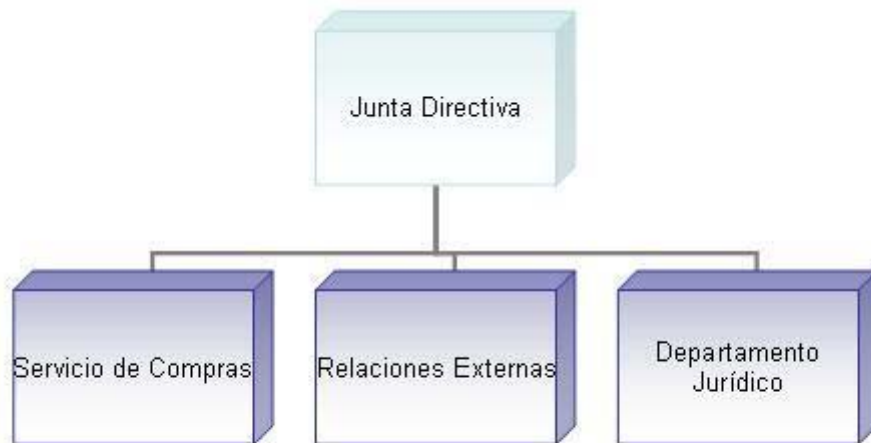 Junta Directiva
Servicio de Compras
Relaciones Externas
Departamento
Jurídico